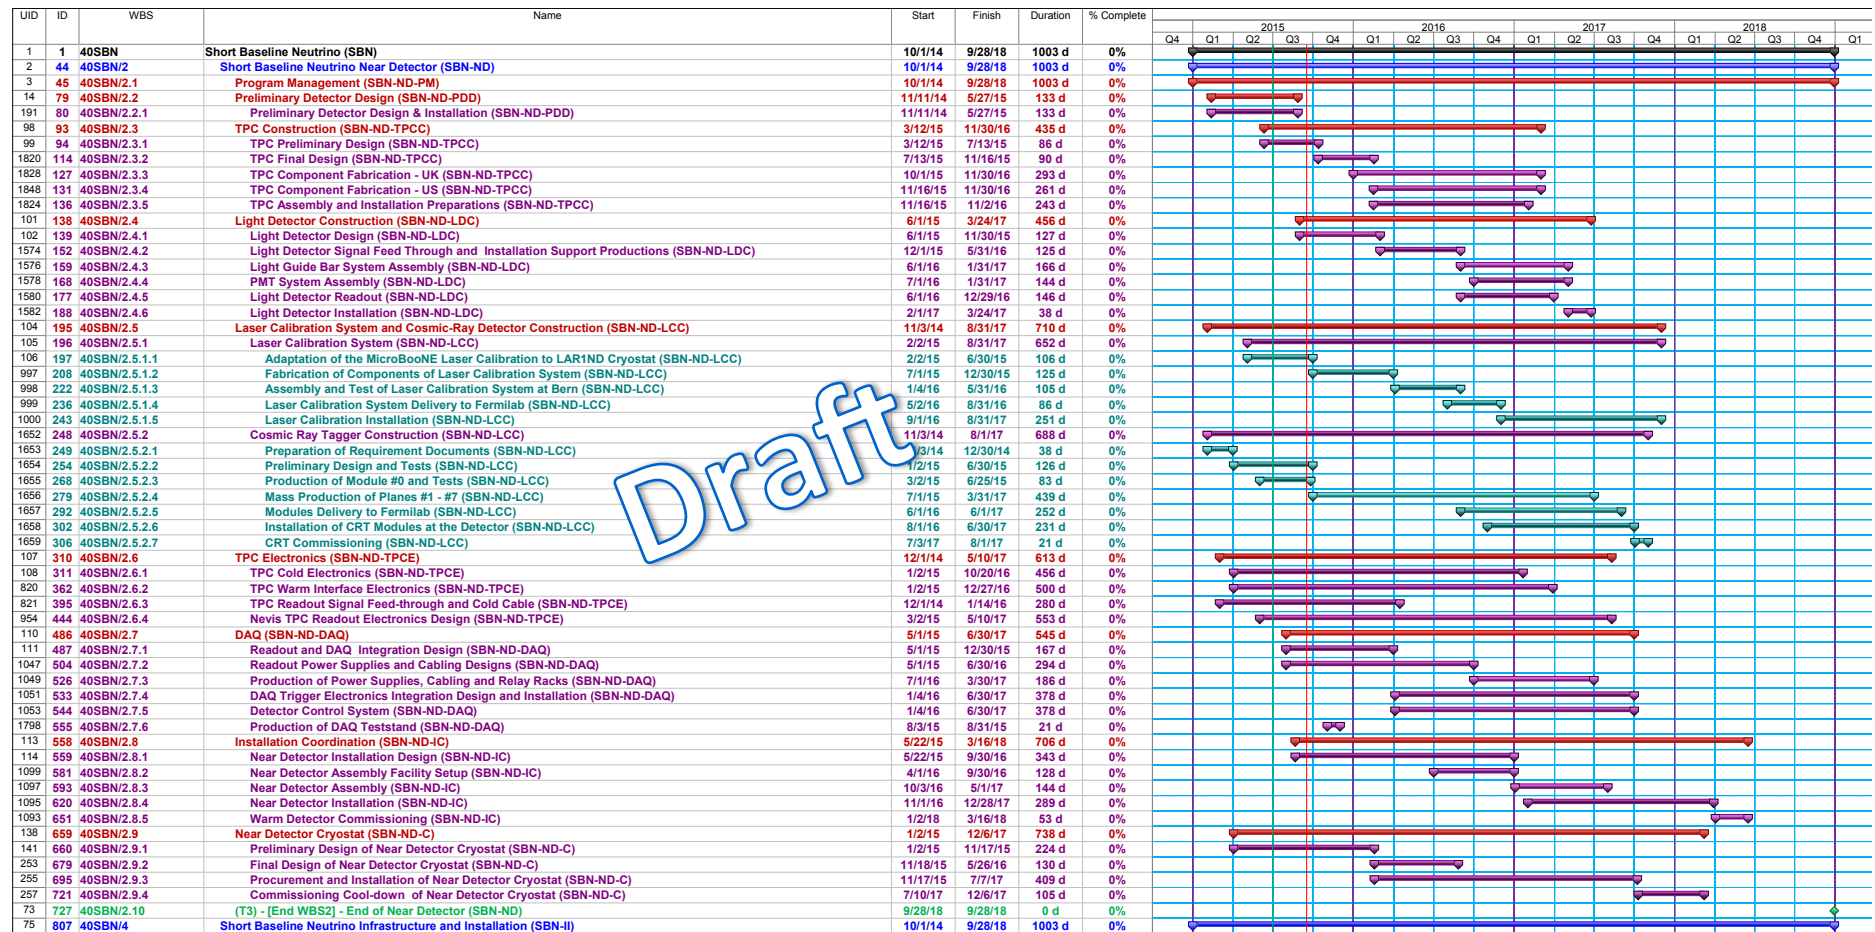 UID ID WBS Name Start Finish Duration % Complete
2015 2016 2017 2018
Q4 Q1 Q2 Q3 Q4 Q1 Q2 Q3 Q4 Q1 Q2 Q3 Q4 Q1 Q2 Q3 Q4 Q1
1 1 40SBN Short Baseline Neutrino (SBN) 10/1/14 9/28/18 1003 d 0%
2 44 40SBN/2 Short Baseline Neutrino Near Detector (SBN-ND) 10/1/14 9/28/18 1003 d 0%
3 45 40SBN/2.1 Program Management (SBN-ND-PM) 10/1/14 9/28/18 1003 d 0%
14 79 40SBN/2.2 Preliminary Detector Design (SBN-ND-PDD) 11/11/14 5/27/15 133 d 0%
191 80 40SBN/2.2.1 Preliminary Detector Design & Installation (SBN-ND-PDD) 11/11/14 5/27/15 133 d 0%
98 93 40SBN/2.3 TPC Construction (SBN-ND-TPCC) 3/12/15 11/30/16 435 d 0%
99 94 40SBN/2.3.1 TPC Preliminary Design (SBN-ND-TPCC) 3/12/15 7/13/15 86 d 0%
1820 114 40SBN/2.3.2 TPC Final Design (SBN-ND-TPCC) 7/13/15 11/16/15 90 d 0%
1828 127 40SBN/2.3.3 TPC Component Fabrication - UK (SBN-ND-TPCC) 10/1/15 11/30/16 293 d 0%
1848 131 40SBN/2.3.4 TPC Component Fabrication - US (SBN-ND-TPCC) 11/16/15 11/30/16 261 d 0%
1824 136 40SBN/2.3.5 TPC Assembly and Installation Preparations (SBN-ND-TPCC) 11/16/15 11/2/16 243 d 0%
101 138 40SBN/2.4 Light Detector Construction (SBN-ND-LDC) 6/1/15 3/24/17 456 d 0%
102 139 40SBN/2.4.1 Light Detector Design (SBN-ND-LDC) 6/1/15 11/30/15 127 d 0%
1574 152 40SBN/2.4.2 Light Detector Signal Feed Through and Installation Support Productions (SBN-ND-LDC) 12/1/15 5/31/16 125 d 0%
1576 159 40SBN/2.4.3 Light Guide Bar System Assembly (SBN-ND-LDC) 6/1/16 1/31/17 166 d 0%
1578 168 40SBN/2.4.4 PMT System Assembly (SBN-ND-LDC) 7/1/16 1/31/17 144 d 0%
1580 177 40SBN/2.4.5 Light Detector Readout (SBN-ND-LDC) 6/1/16 12/29/16 146 d 0%
1582 188 40SBN/2.4.6 Light Detector Installation (SBN-ND-LDC) 2/1/17 3/24/17 38 d 0%
104 195 40SBN/2.5 Laser Calibration System and Cosmic-Ray Detector Construction (SBN-ND-LCC) 11/3/14 8/31/17 710 d 0%
105 196 40SBN/2.5.1 Laser Calibration System (SBN-ND-LCC) 2/2/15 8/31/17 652 d 0%
106 197 40SBN/2.5.1.1 Adaptation of the MicroBooNE Laser Calibration to LAR1ND Cryostat (SBN-ND-LCC) 2/2/15 6/30/15 106 d 0%
997 208 40SBN/2.5.1.2 Fabrication of Components of Laser Calibration System (SBN-ND-LCC) 7/1/15 12/30/15 125 d 0%
998 222 40SBN/2.5.1.3 Assembly and Test of Laser Calibration System at Bern (SBN-ND-LCC) 1/4/16 5/31/16 105 d 0%
999 236 40SBN/2.5.1.4 Laser Calibration System Delivery to Fermilab (SBN-ND-LCC) 5/2/16 8/31/16 86 d 0%
1000 243 40SBN/2.5.1.5 Laser Calibration Installation (SBN-ND-LCC) 9/1/16 8/31/17 251 d 0%
1652 248 40SBN/2.5.2 Cosmic Ray Tagger Construction (SBN-ND-LCC) 11/3/14 8/1/17 688 d 0%
1653 249 40SBN/2.5.2.1 Preparation of Requirement Documents (SBN-ND-LCC) /3/14 12/30/14 38 d 0%
1654 254 40SBN/2.5.2.2 Preliminary Design and Tests (SBN-ND-LCC) 1/2/15 6/30/15 126 d 0%
1655 268 40SBN/2.5.2.3 Production of Module #0 and Tests (SBN-ND-LCC) 3/2/15 6/25/15 83 d 0%
1656 279 40SBN/2.5.2.4 Mass Production of Planes #1 - #7 (SBN-ND-LCC) 7/1/15 3/31/17 439 d 0%
1657 292 40SBN/2.5.2.5 Modules Delivery to Fermilab (SBN-ND-LCC) 6/1/16 6/1/17 252 d 0%
1658 302 40SBN/2.5.2.6 Installation of CRT Modules at the Detector (SBN-ND-LCC) 8/1/16 6/30/17 231 d 0%
1659 306 40SBN/2.5.2.7 CRT Commissioning (SBN-ND-LCC) 7/3/17 8/1/17 21 d 0%
Draft
107 310 40SBN/2.6 TPC Electronics (SBN-ND-TPCE) 12/1/14 5/10/17 613 d 0%
108 311 40SBN/2.6.1 TPC Cold Electronics (SBN-ND-TPCE) 1/2/15 10/20/16 456 d 0%
820 362 40SBN/2.6.2 TPC Warm Interface Electronics (SBN-ND-TPCE) 1/2/15 12/27/16 500 d 0%
821 395 40SBN/2.6.3 TPC Readout Signal Feed-through and Cold Cable (SBN-ND-TPCE) 12/1/14 1/14/16 280 d 0%
954 444 40SBN/2.6.4 Nevis TPC Readout Electronics Design (SBN-ND-TPCE) 3/2/15 5/10/17 553 d 0%
110 486 40SBN/2.7 DAQ (SBN-ND-DAQ) 5/1/15 6/30/17 545 d 0%
111 487 40SBN/2.7.1 Readout and DAQ Integration Design (SBN-ND-DAQ) 5/1/15 12/30/15 167 d 0%
1047 504 40SBN/2.7.2 Readout Power Supplies and Cabling Designs (SBN-ND-DAQ) 5/1/15 6/30/16 294 d 0%
1049 526 40SBN/2.7.3 Production of Power Supplies, Cabling and Relay Racks (SBN-ND-DAQ) 7/1/16 3/30/17 186 d 0%
1051 533 40SBN/2.7.4 DAQ Trigger Electronics Integration Design and Installation (SBN-ND-DAQ) 1/4/16 6/30/17 378 d 0%
1053 544 40SBN/2.7.5 Detector Control System (SBN-ND-DAQ) 1/4/16 6/30/17 378 d 0%
1798 555 40SBN/2.7.6 Production of DAQ Teststand (SBN-ND-DAQ) 8/3/15 8/31/15 21 d 0%
113 558 40SBN/2.8 Installation Coordination (SBN-ND-IC) 5/22/15 3/16/18 706 d 0%
114 559 40SBN/2.8.1 Near Detector Installation Design (SBN-ND-IC) 5/22/15 9/30/16 343 d 0%
1099 581 40SBN/2.8.2 Near Detector Assembly Facility Setup (SBN-ND-IC) 4/1/16 9/30/16 128 d 0%
1097 593 40SBN/2.8.3 Near Detector Assembly (SBN-ND-IC) 10/3/16 5/1/17 144 d 0%
1095 620 40SBN/2.8.4 Near Detector Installation (SBN-ND-IC) 11/1/16 12/28/17 289 d 0%
1093 651 40SBN/2.8.5 Warm Detector Commissioning (SBN-ND-IC) 1/2/18 3/16/18 53 d 0%
138 659 40SBN/2.9 Near Detector Cryostat (SBN-ND-C) 1/2/15 12/6/17 738 d 0%
141 660 40SBN/2.9.1 Preliminary Design of Near Detector Cryostat (SBN-ND-C) 1/2/15 11/17/15 224 d 0%
253 679 40SBN/2.9.2 Final Design of Near Detector Cryostat (SBN-ND-C) 11/18/15 5/26/16 130 d 0%
255 695 40SBN/2.9.3 Procurement and Installation of Near Detector Cryostat (SBN-ND-C) 11/17/15 7/7/17 409 d 0%
257 721 40SBN/2.9.4 Commissioning Cool-down of Near Detector Cryostat (SBN-ND-C) 7/10/17 12/6/17 105 d 0%
73 727 40SBN/2.10 (T3) - [End WBS2] - End of Near Detector (SBN-ND) 9/28/18 9/28/18 0 d 0%
75 807 40SBN/4 Short Baseline Neutrino Infrastructure and Installation (SBN-II) 10/1/14 9/28/18 1003 d 0%